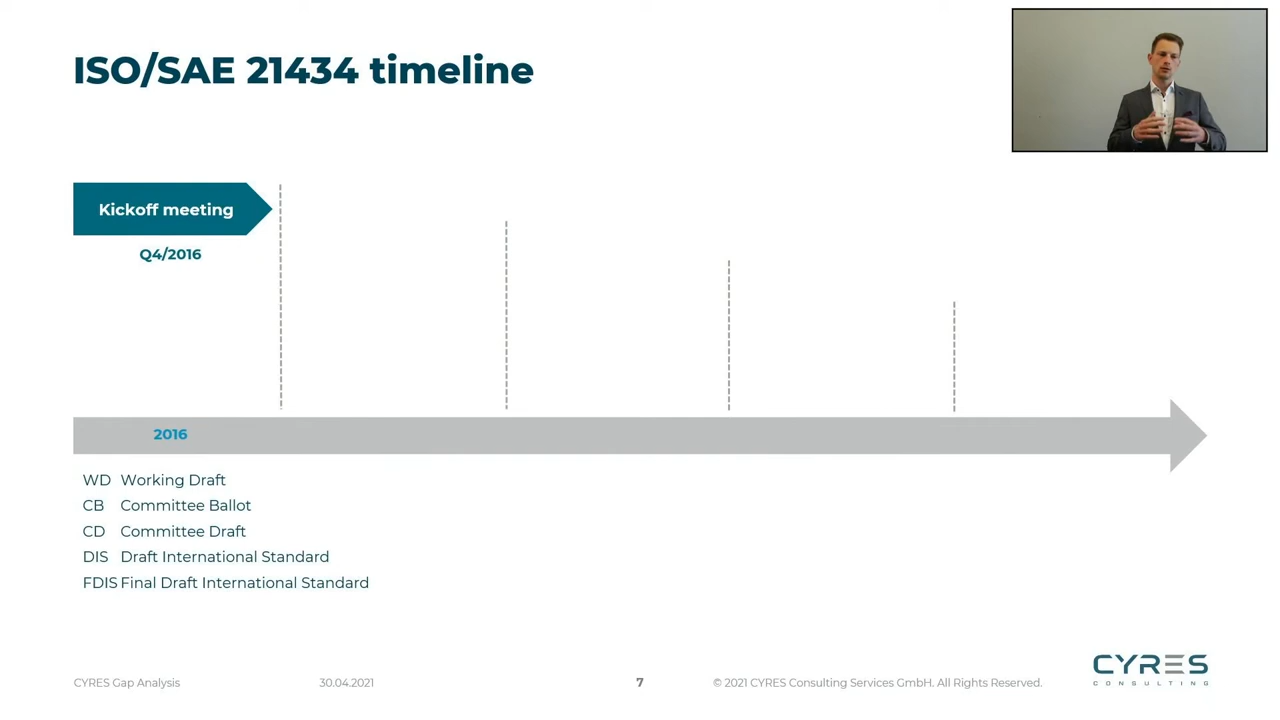 ISO/SAE 21434 timeline
Kickoff meeting
Q4/2016
2016
WD Working Draft
CB Committee Ballot
CD Committee Draft
DIS Draft International Standard
FDIS Final Draft International Standard
CYRES
CONSULTING
CYRES Gap Analysis 30.04.2021 7 © 2021 CYRES Consulting Services GmbH. All Rights Reserved.